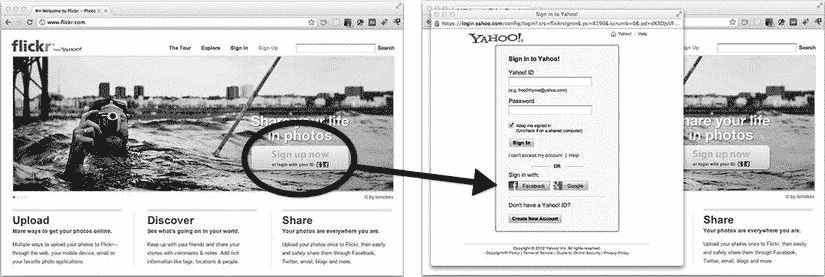 Welcome to Flickr – Photo S
www.flickr.com
flickr from YAHOO!
The Tour Explore Sign In Sign Up Search
Share your life
in photos
Sign up now
or login with your ID:
© by lomokev
Upload
More ways to get your photos online.
Multiple ways to upload your photos to Flickr—
through the web, your mobile device, email or
your favorite photo applications.
Discover
See what's going on in your world.
Keep up with your friends and share your
stories with comments & notes. Add rich
information like tags, locations & people.
Share
Your photos are everywhere you are.
Upload your photos once to Flickr, then easily
and safely share them through Facebook,
Twitter, email, blogs and more.
Sign in to Yahoo!
https://login.yahoo.com/config/login?.src=flickrsignin&.pc=8190&.scrumb=0&.pd=
YAHOO!
Yahoo! Help
Sign in to Yahoo!
Yahoo! ID
(e.g. free2rhyme@yahoo.com)
Password
Keep me signed in
(Uncheck if on a shared computer)
Sign In
I can't access my account | Help
OR
Sign in with:
Facebook Google
Don't have a Yahoo! ID?
Create New Account
Copyright © 2012 Yahoo! Inc. All rights reserved.
Copyright/IP Policy | Terms of Service | Guide to Online Security | Privacy Policy
Sign Up Search
are your life
photos
gn up now
login with your ID:
© by lomokev
Share
Your photos are everywhere you are.
Upload your photos once to Flickr, then easily
and safely share them through Facebook,
Twitter, email, blogs and more.